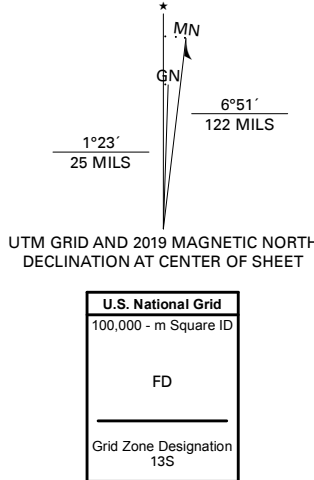 ★
MN
GN
6°51´
122 MILS
1°23´
25 MILS
UTM GRID AND 2019 MAGNETIC NORTH
DECLINATION AT CENTER OF SHEET
U.S. National Grid
100,000 - m Square ID
FD
Grid Zone Designation
13S